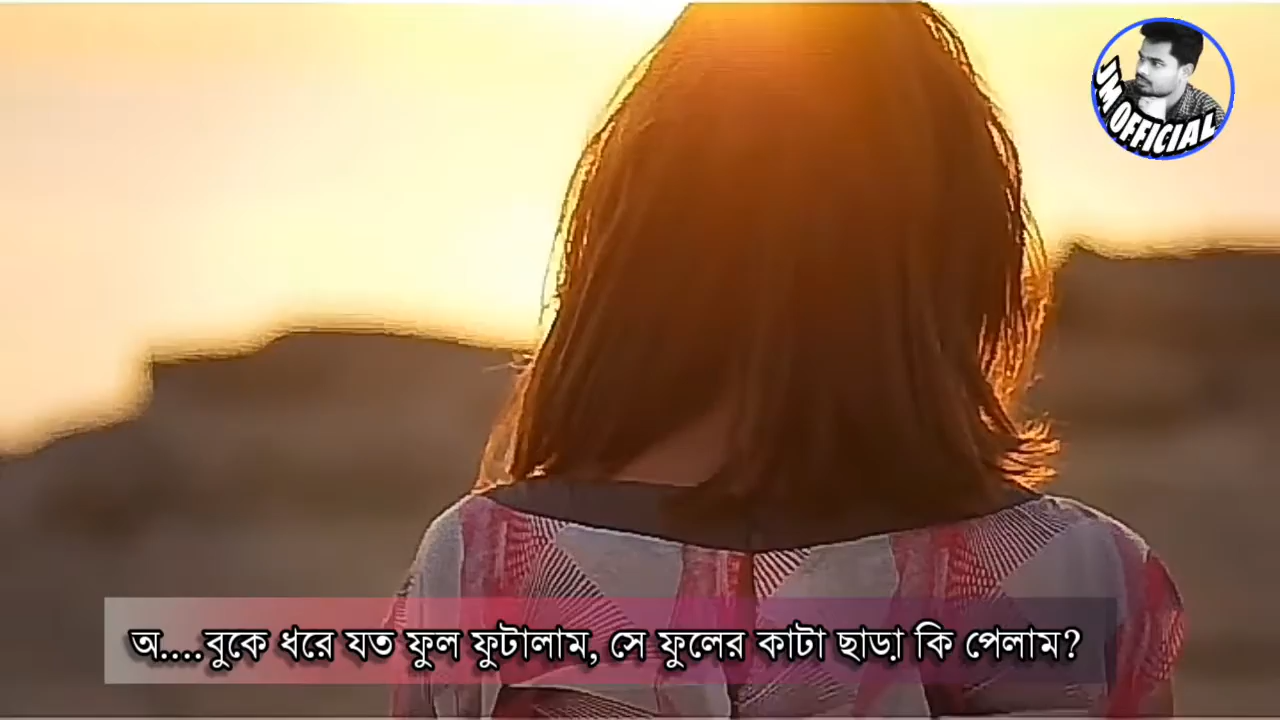 JM OFFICIAL
অ....বুকে ধরে যত ফুল ফুটালাম, সে ফুলের কাটা ছাড়া কি পেলাম?